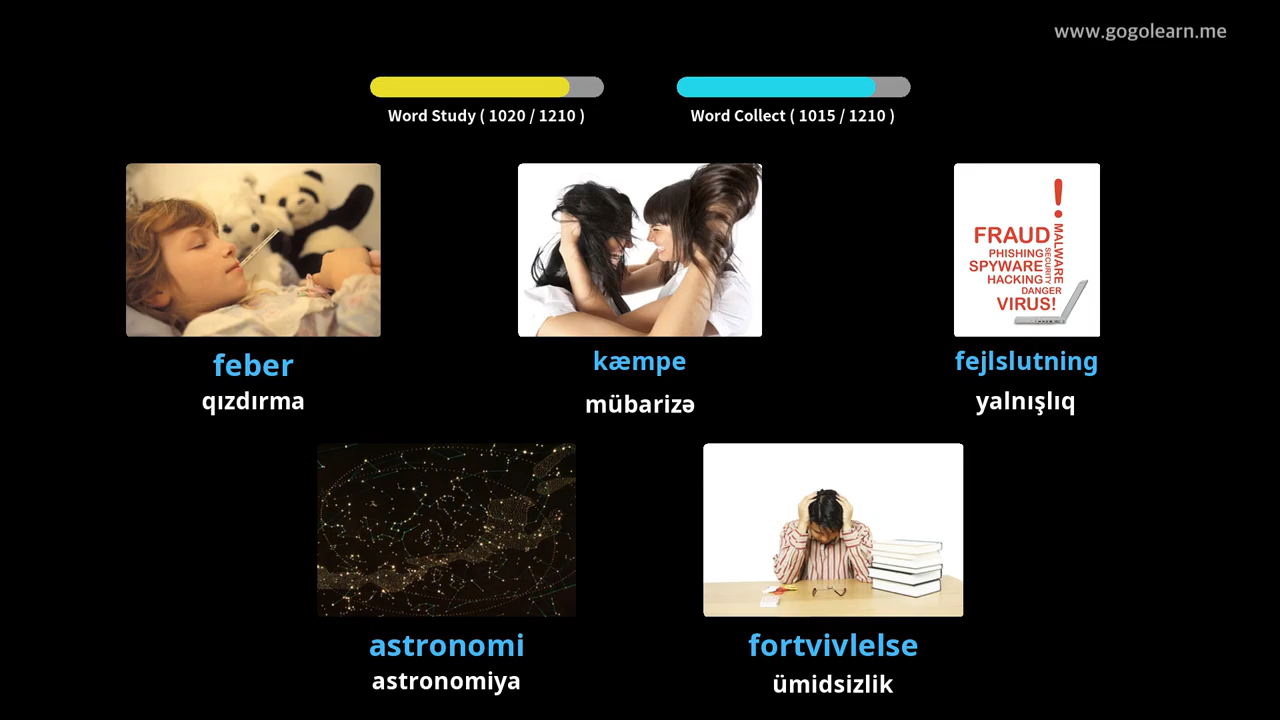 www.gogolearn.me
Word Study ( 1020 / 1210 )
Word Collect ( 1015 / 1210 )
FRAUD
PHISHING
SPYWARE
HACKING
DANGER
VIRUS!
!
MALWARE
SECURITY
feber
qızdırma
kæmpe
mübarizə
fejlslutning
yalnışlıq
astronomi
astronomiya
fortvivlelse
ümidsizlik